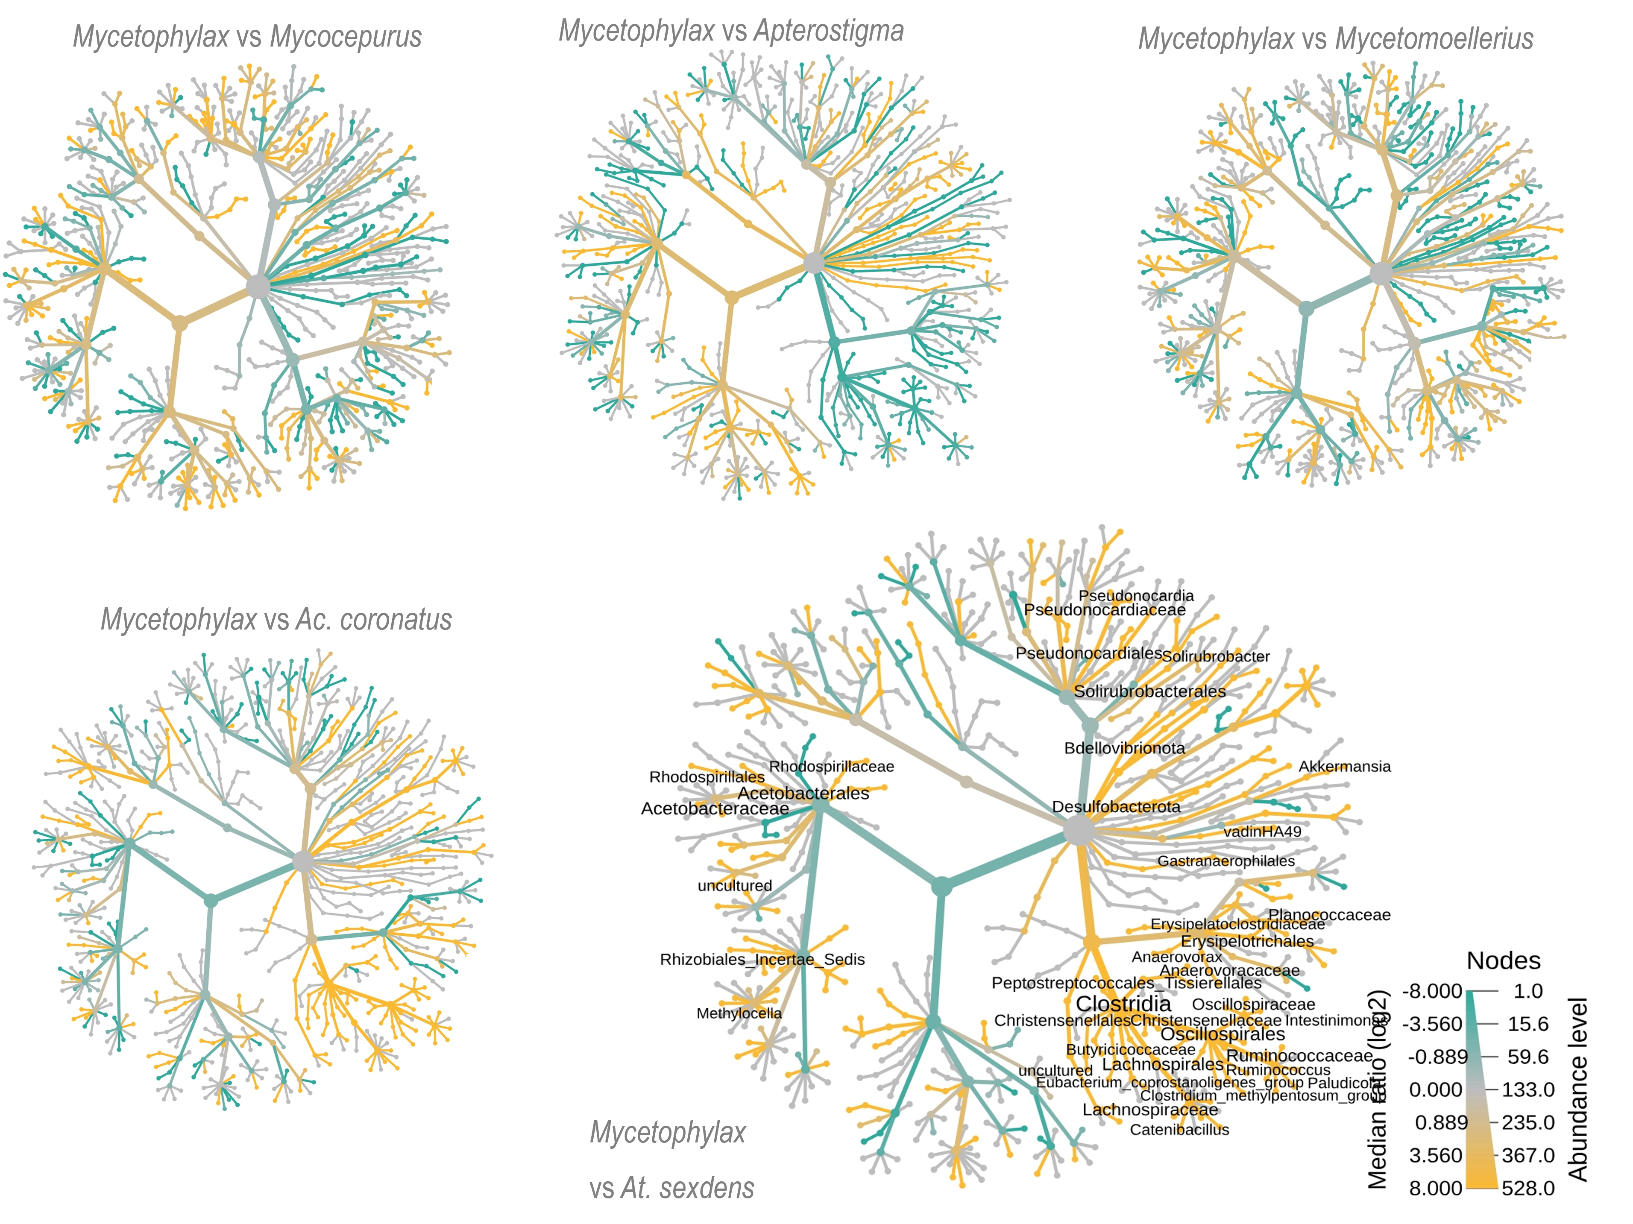 Mycetophylax vs Mycocepurus
Mycetophylax vs Apterostigma
Mycetophylax vs Mycetomoellerius
Mycetophylax vs Ac. coronatus
Pseudonocardia
Pseudonocardiaceae
Pseudonocardiales
Solirubrobacter
Solirubrobacterales
Bdellovibrionota
Rhodospirillaceae
Rhodospirillales
Akkermansia
Acetobacterales
Acetobacteraceae
Desulfobacterota
vadinHA49
Gastranaerophilales
uncultured
Planococcaceae
Erysipelatoclostridiaceae
Erysipelotrichales
Rhizobiales_Incertae_Sedis
Anaerovorax
Anaerovoracaceae
Peptostreptococcales_Tissierellales
Clostridia
Oscillospiraceae
Methylocella
Christensenellales
Christensenellaceae
Intestinimonas
Oscillospirales
Butyricicoccaceae
Ruminococcaceae
Lachnospirales
uncultured
Ruminococcus
Eubacterium_coprostanoligenes_group
Paludicola
Clostridium_methylpentosum_group
Lachnospiraceae
Catenibacillus
Mycetophylax
vs At. sexdens
Nodes
Median ratio (log2)
Abundance level
-8.000 1.0
-3.560 15.6
-0.889 59.6
0.000 133.0
0.889 235.0
3.560 367.0
8.000 528.0